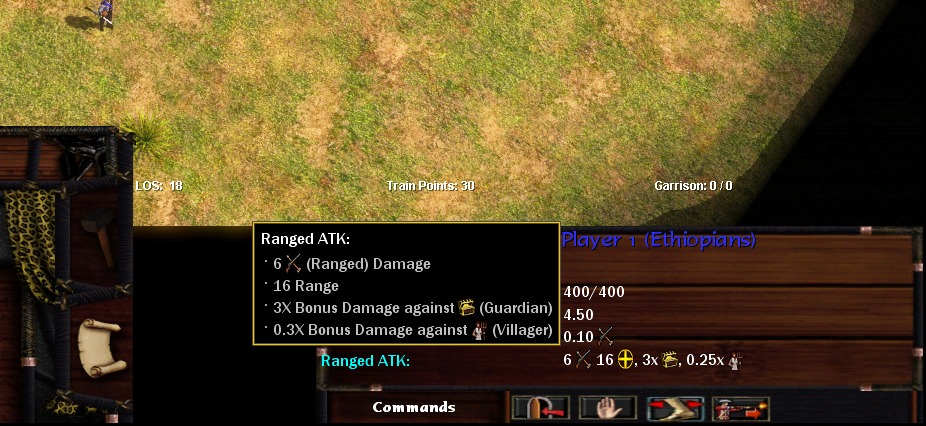 LOS: 18 Train Points: 30 Garrison: 0 / 0
Ranged ATK:
· 6 (Ranged) Damage
· 16 Range
· 3X Bonus Damage against (Guardian)
· 0.3X Bonus Damage against (Villager)
Player 1 (Ethiopians)
400/400
4.50
0.10
Ranged ATK: 6 16 , 3x , 0.25x
Commands